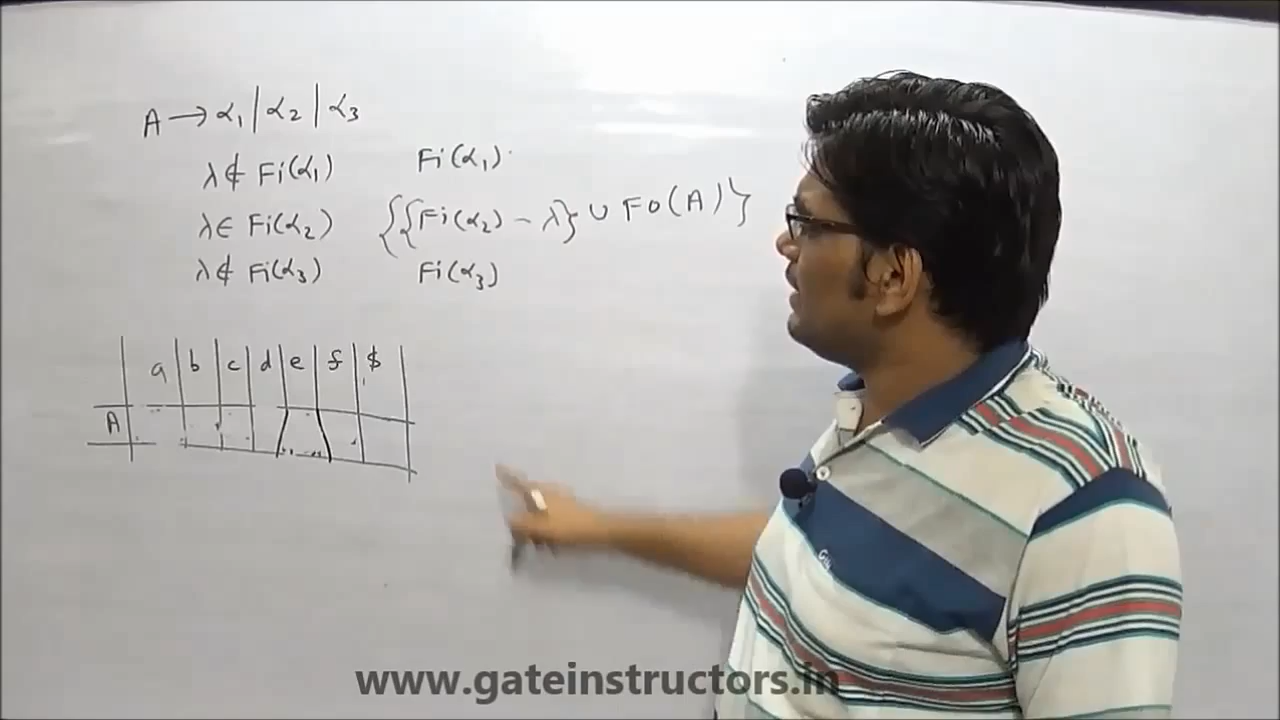 A → α₁ | α₂ | α₃
λ ∉ Fi(α₁) Fi(α₁)
λ ∈ Fi(α₂) {{Fi(α₂) - λ} ∪ Fo(A)}
λ ∉ Fi(α₃) Fi(α₃)
a b c d e f $
A
www.gateinstructors.in